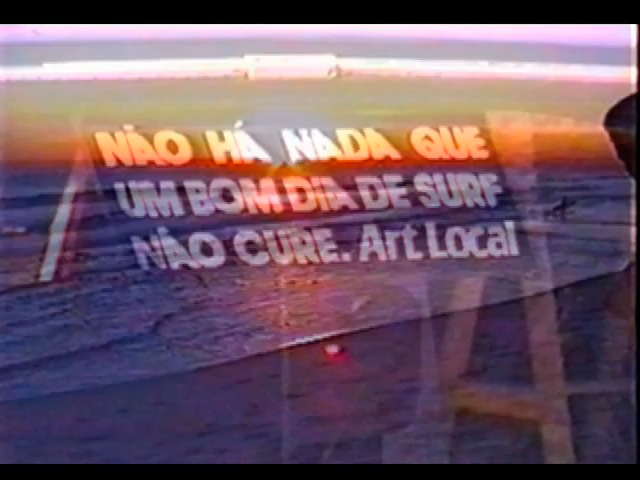 NÃO HÁ NADA QUE
UM BOM DIA DE SURF
NÃO CURE. Art Local